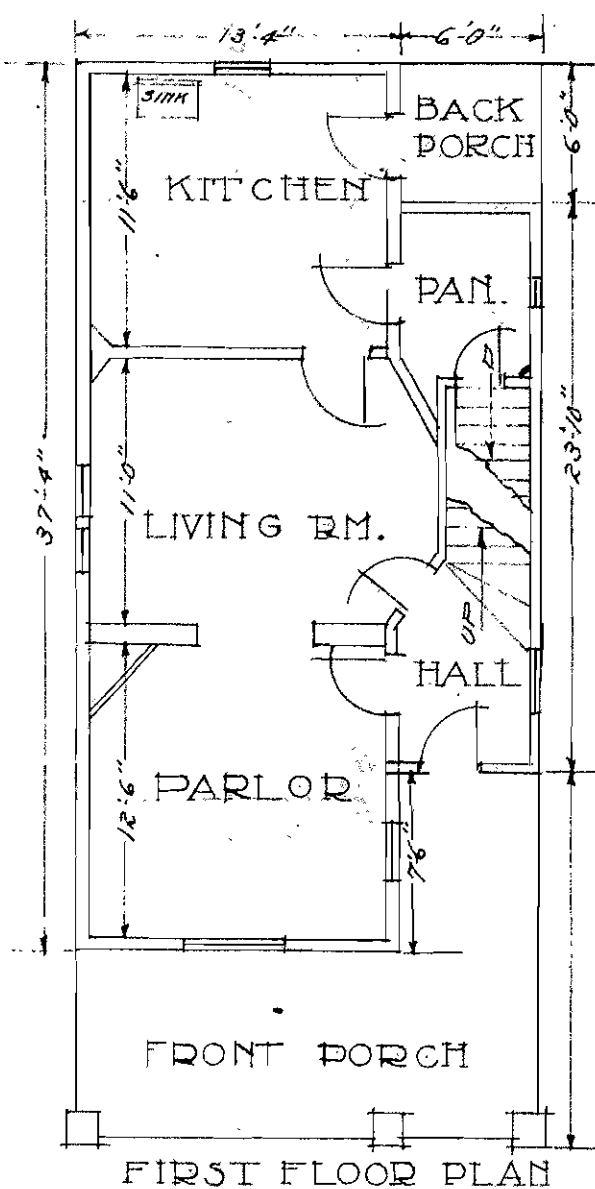 13'-4" 6'-0"
SINK
BACK
PORCH
6'-0"
KITCHEN
11'-6"
PAN.
D
37'-4"
11'-0"
23'-10"
LIVING RM.
UP
HALL
PARLOR
12'-6"
7'-6"
FRONT PORCH
FIRST FLOOR PLAN